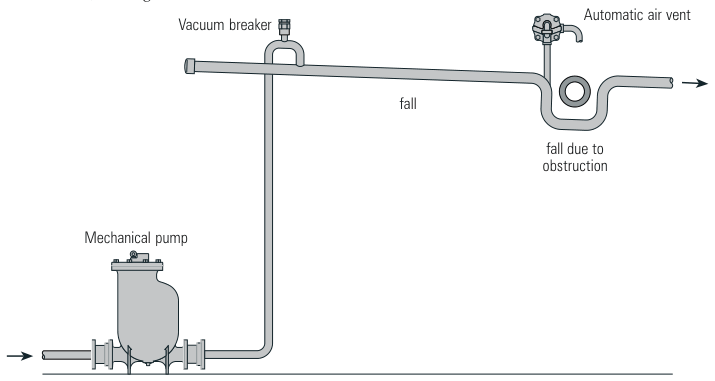 Vacuum breaker
Automatic air vent
fall
fall due to
obstruction
Mechanical pump